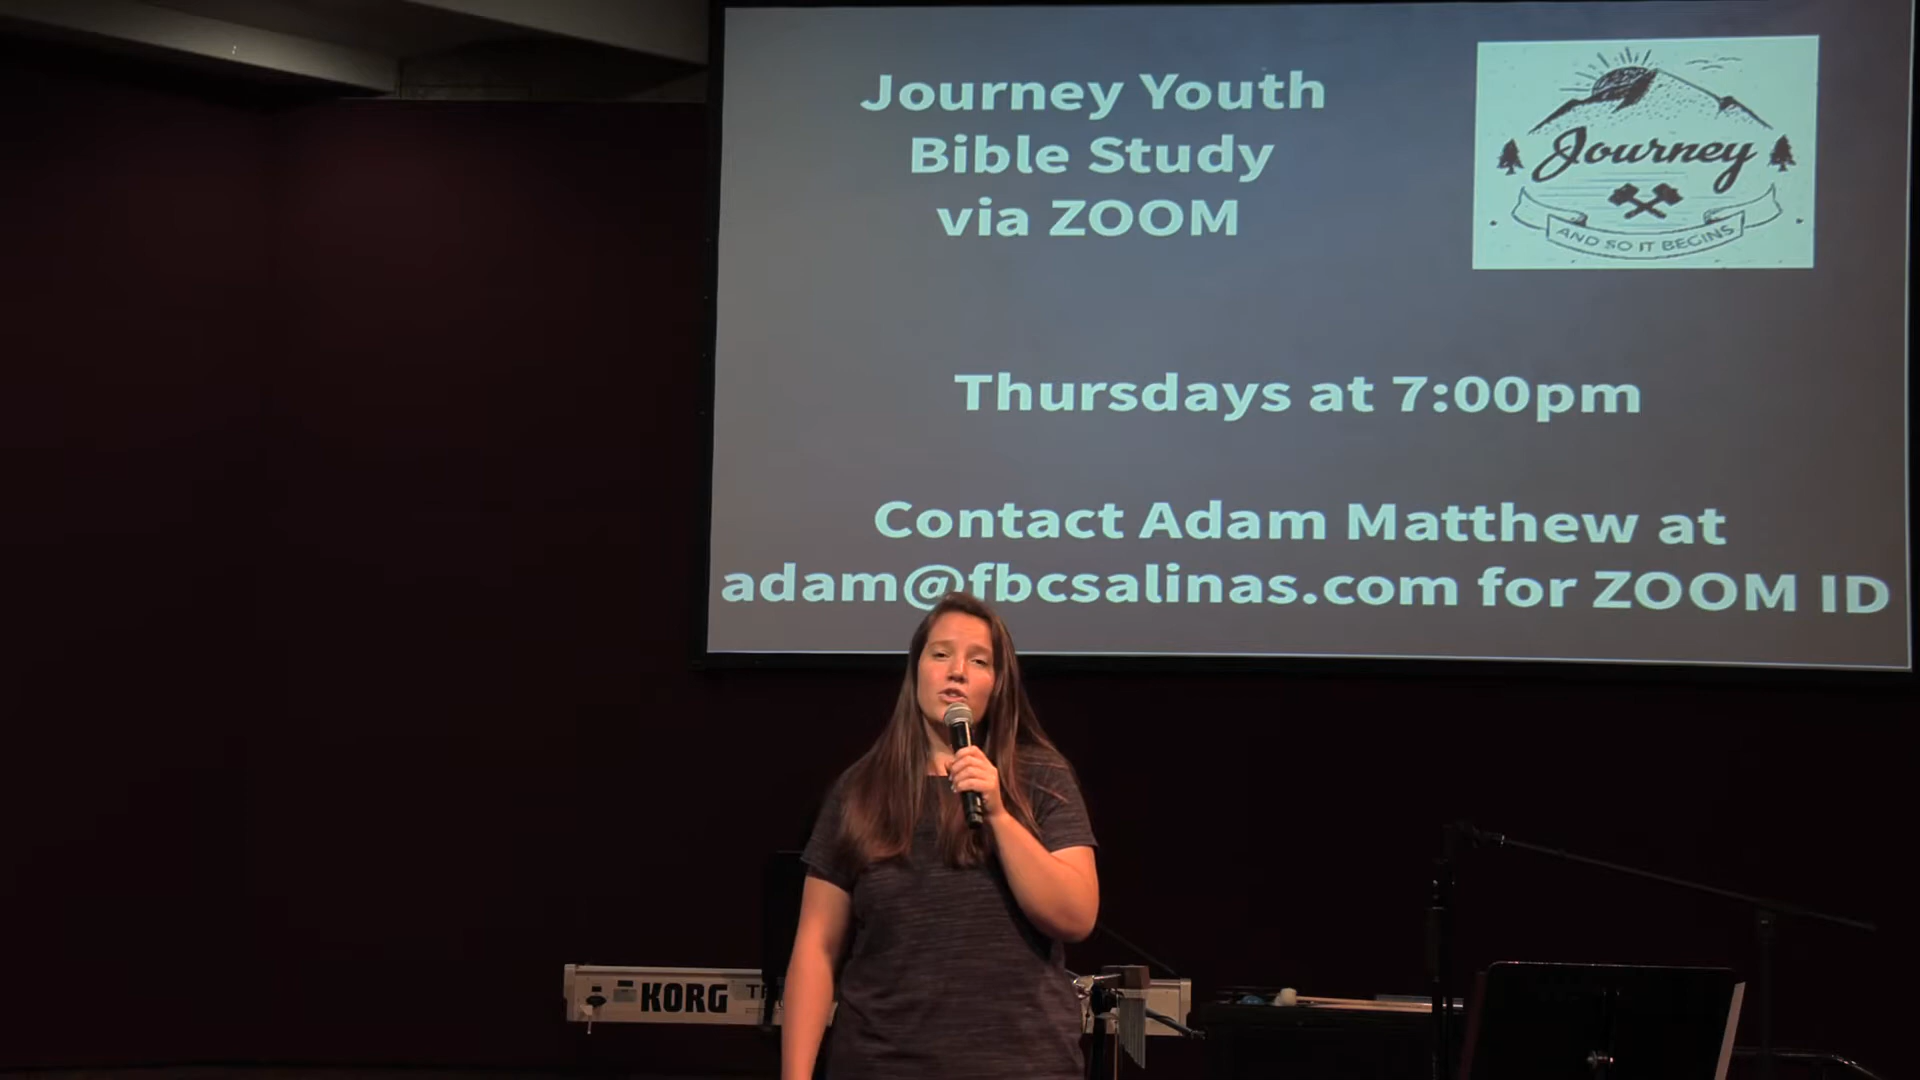 Journey Youth
Bible Study
via ZOOM
Journey
AND SO IT BEGINS
Thursdays at 7:00pm
Contact Adam Matthew at
adam@fbcsalinas.com for ZOOM ID
KORG